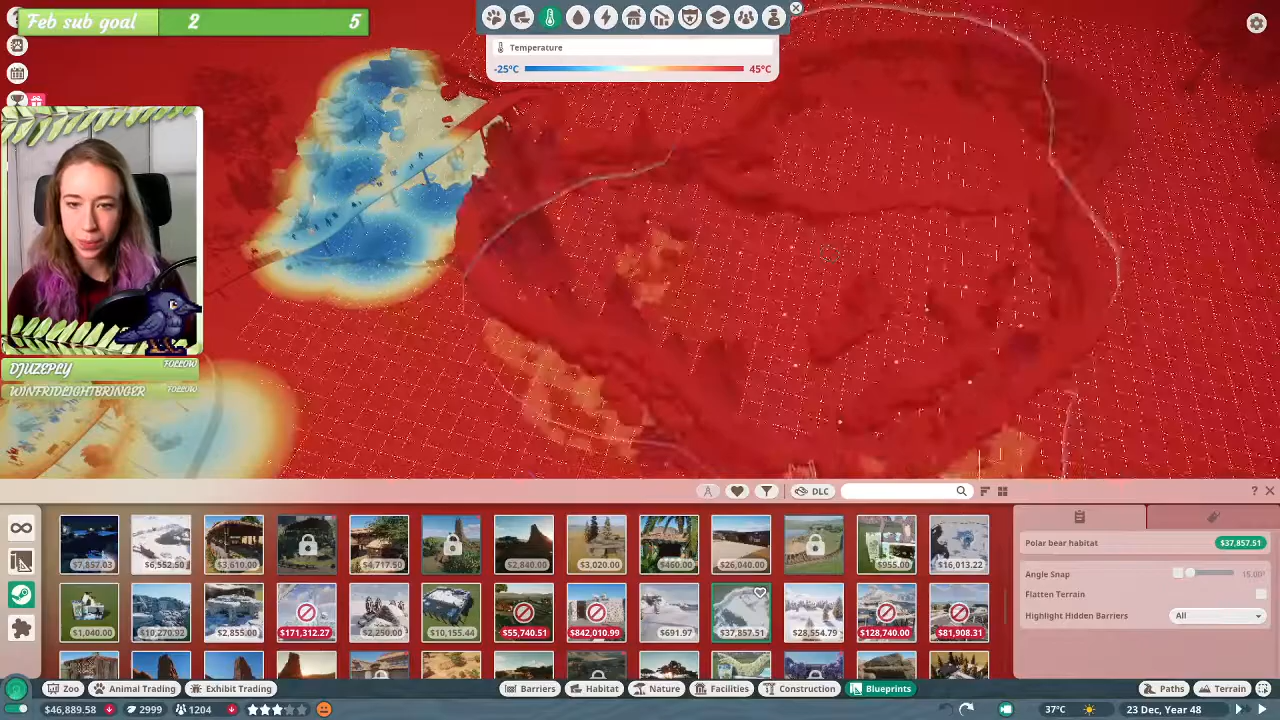 Feb sub goal 2 5
Temperature
-25°C 45°C
DJUZEPLY FOLLOW
WINFRIDLIGHTBRINGER FOLLOW
DLC
?
$7,857.03 $6,552.50 $3,610.00 $4,717.50 $2,840.00 $3,020.00 $460.00 $26,040.00 $955.00 $16,013.22
Polar bear habitat $37,857.51
Angle Snap 15.00°
Flatten Terrain
Highlight Hidden Barriers All
$1,040.00 $10,270.92 $2,855.00 $171,312.27 $2,250.00 $10,155.44 $55,740.51 $842,010.99 $691.97 $37,857.51 $28,554.79 $128,740.00 $81,908.31
Zoo Animal Trading Exhibit Trading Barriers Habitat Nature Facilities Construction Blueprints Paths Terrain
$46,889.58 2999 1204 37°C 23 Dec, Year 48